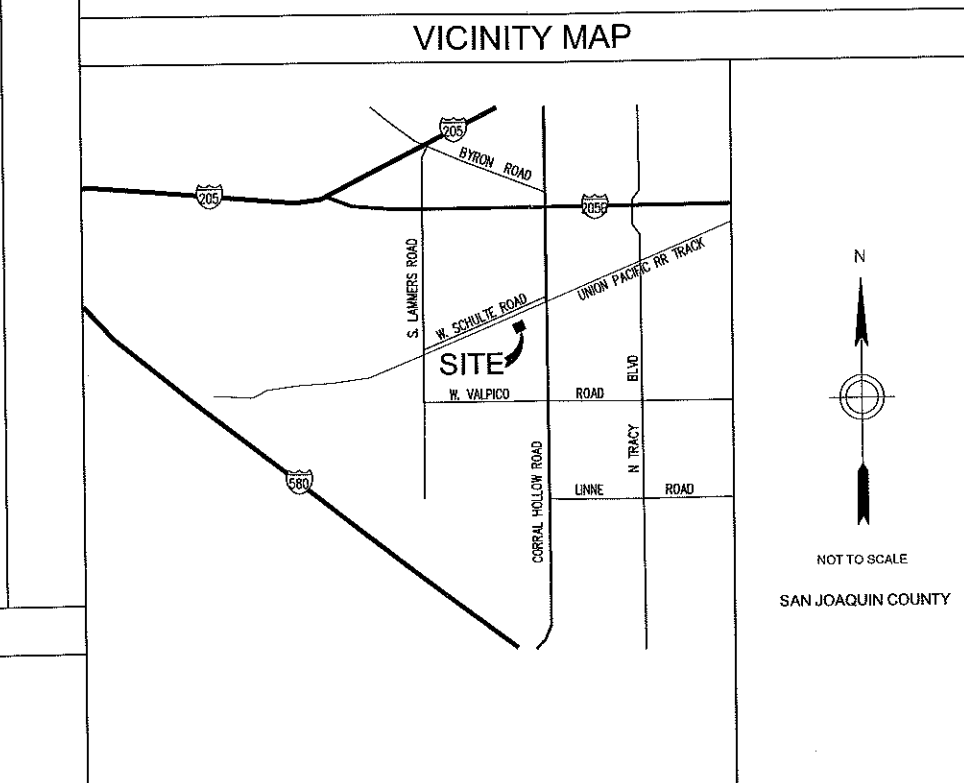 VICINITY MAP
205
BYRON ROAD
205
205B
S. LAMMERS ROAD
UNION PACIFIC RR TRACK
N
W. SCHULTE ROAD
SITE
BLVD
W. VALPICO ROAD
N TRACY
CORRAL HOLLOW ROAD
580
LINNE ROAD
NOT TO SCALE
SAN JOAQUIN COUNTY